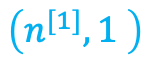 (n^[1], 1 )